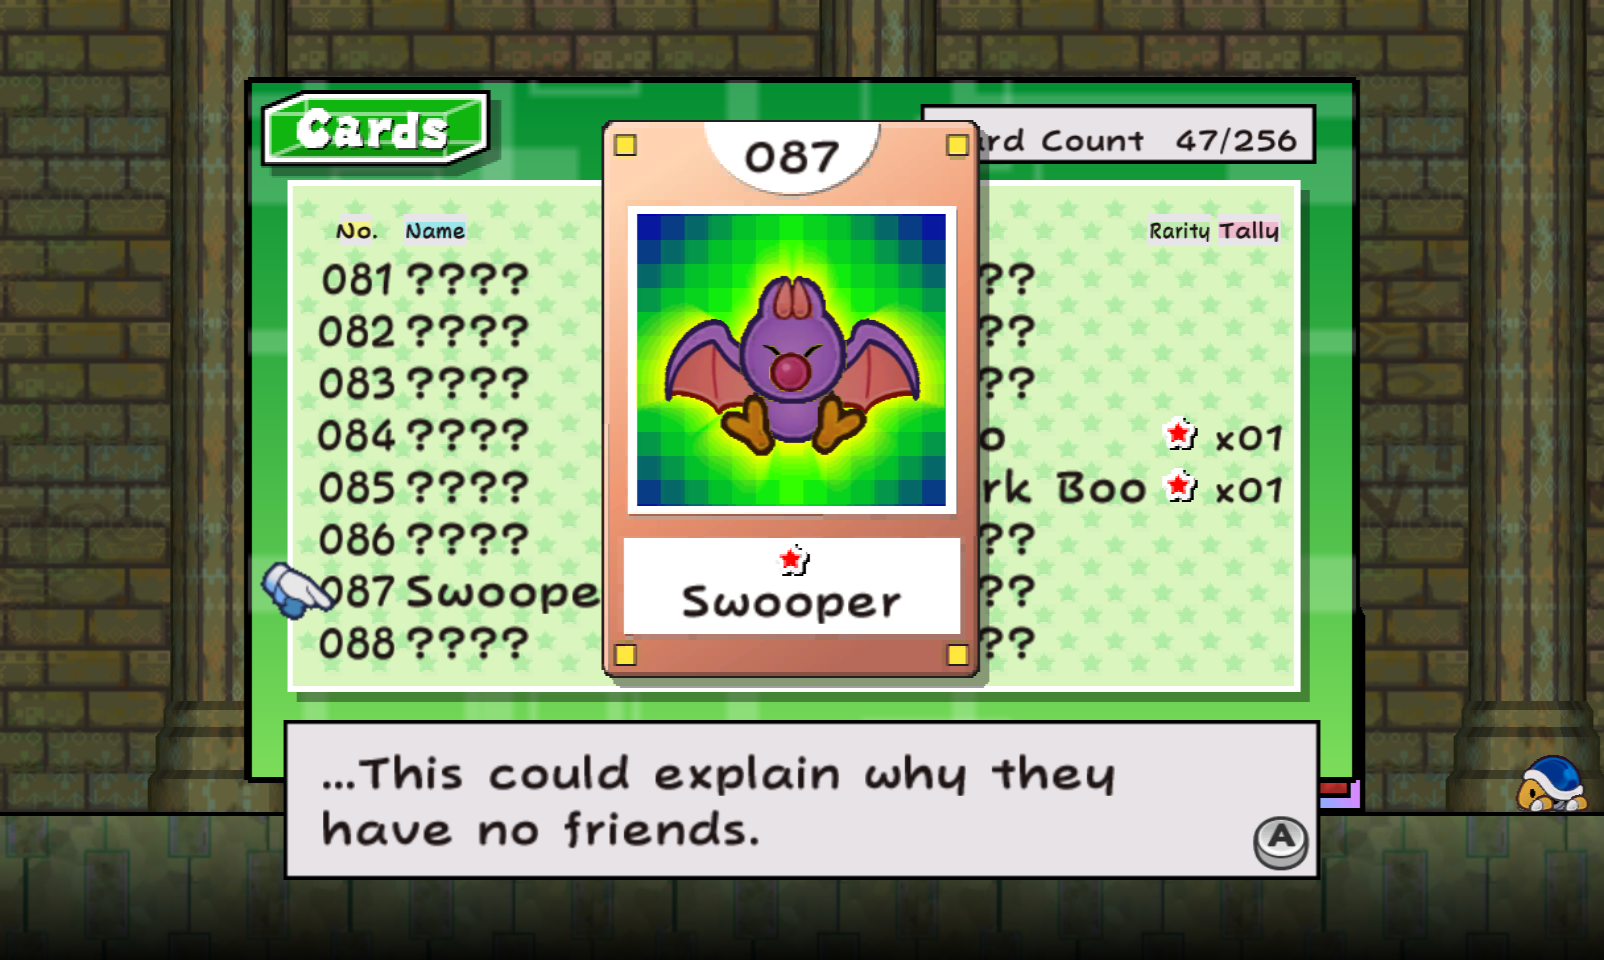 Cards
rd Count 47/256
087
No. Name
Rarity Tally
081 ????
??
082 ????
??
083 ????
??
084 ????
o x01
085 ????
rk Boo x01
086 ????
??
087 Swoope
??
088 ????
??
Swooper
...This could explain why they
have no friends.
A